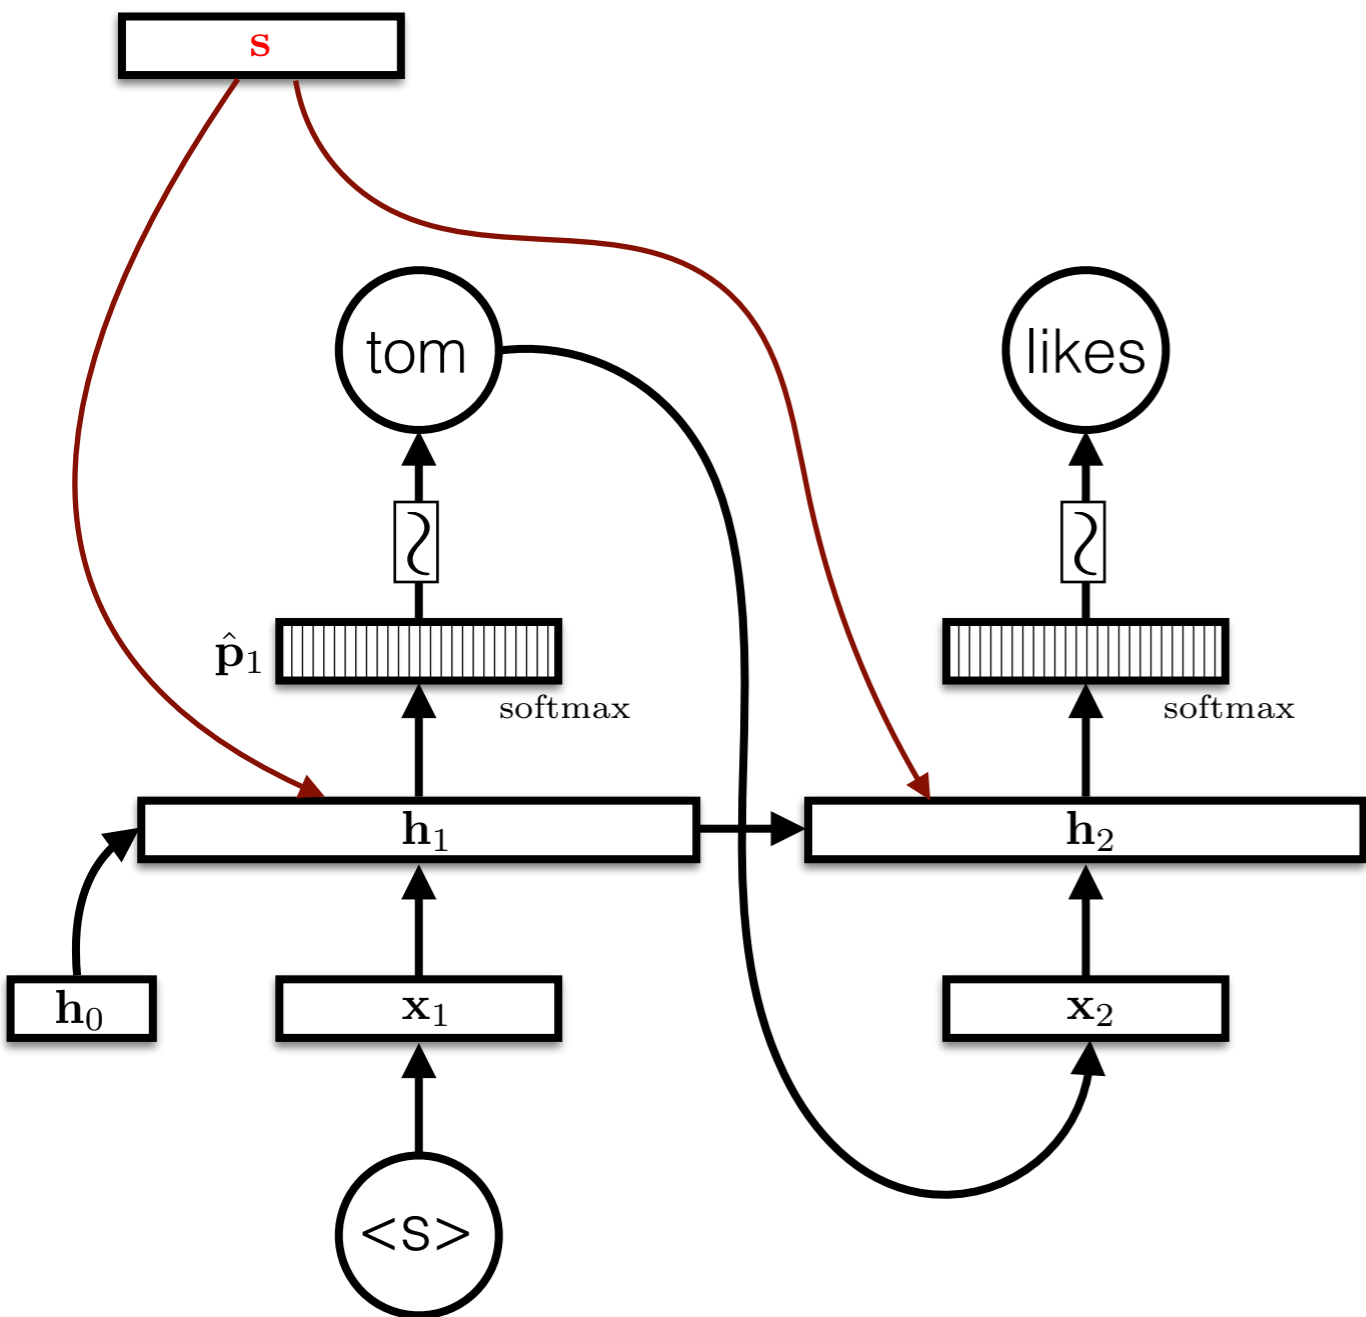 s
tom
likes
p̂₁
softmax
softmax
h₁
h₂
h₀
x₁
x₂
<s>